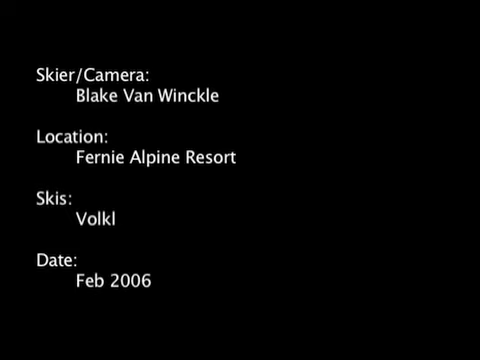 Skier/Camera:
Blake Van Winckle
Location:
Fernie Alpine Resort
Skis:
Volkl
Date:
Feb 2006